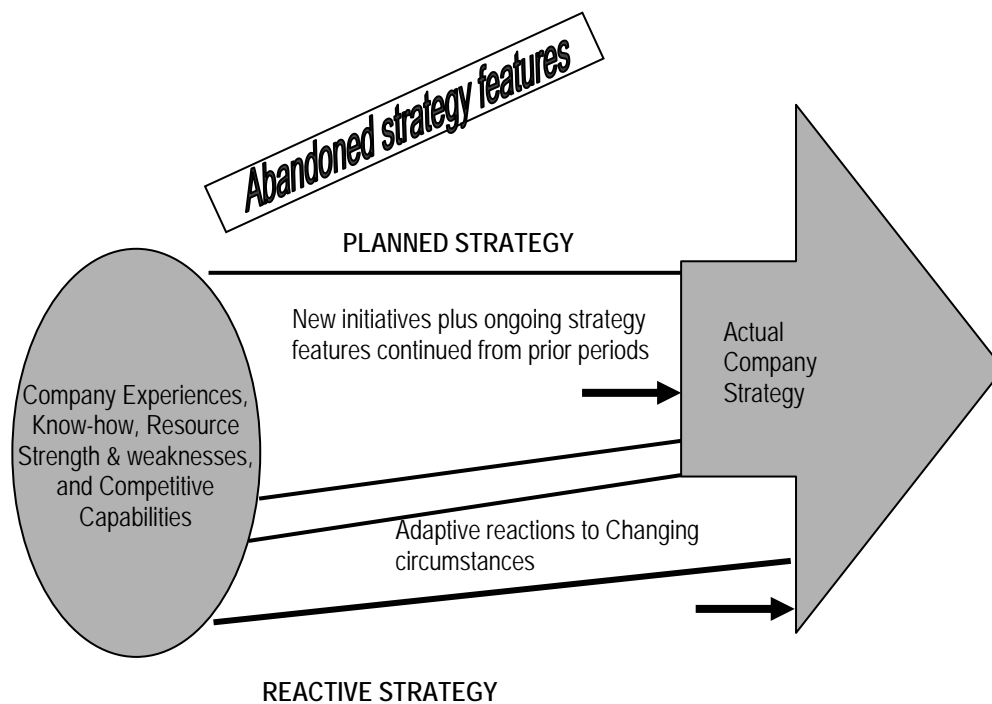 Abandoned strategy features
PLANNED STRATEGY
New initiatives plus ongoing strategy
features continued from prior periods
Actual
Company
Strategy
Company Experiences,
Know-how, Resource
Strength & weaknesses,
and Competitive
Capabilities
Adaptive reactions to Changing
circumstances
REACTIVE STRATEGY